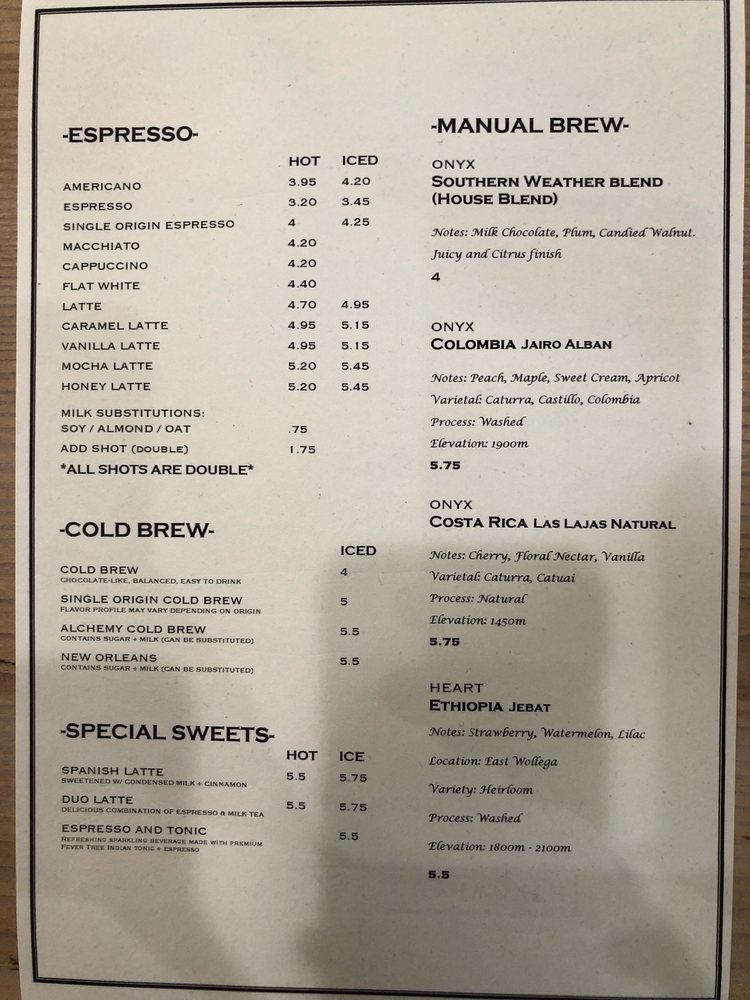 -ESPRESSO-
HOT ICED
AMERICANO 3.95 4.20
ESPRESSO 3.20 3.45
SINGLE ORIGIN ESPRESSO 4 4.25
MACCHIATO 4.20
CAPPUCCINO 4.20
FLAT WHITE 4.40
LATTE 4.70 4.95
CARAMEL LATTE 4.95 5.15
VANILLA LATTE 4.95 5.15
MOCHA LATTE 5.20 5.45
HONEY LATTE 5.20 5.45
MILK SUBSTITUTIONS:
SOY / ALMOND / OAT .75
ADD SHOT (DOUBLE) 1.75
*ALL SHOTS ARE DOUBLE*
-COLD BREW-
ICED
COLD BREW 4
CHOCOLATE-LIKE, BALANCED, EASY TO DRINK
SINGLE ORIGIN COLD BREW 5
FLAVOR PROFILE MAY VARY DEPENDING ON ORIGIN
ALCHEMY COLD BREW 5.5
CONTAINS SUGAR + MILK (CAN BE SUBSTITUTED)
NEW ORLEANS 5.5
CONTAINS SUGAR + MILK (CAN BE SUBSTITUTED)
-SPECIAL SWEETS-
HOT ICE
SPANISH LATTE 5.5 5.75
SWEETENED W/ CONDENSED MILK + CINNAMON
DUO LATTE 5.5 5.75
DELICIOUS COMBINATION OF ESPRESSO & MILK TEA
ESPRESSO AND TONIC 5.5
REFRESHING SPARKLING BEVERAGE MADE WITH PREMIUM
FEVER TREE INDIAN TONIC + ESPRESSO
-MANUAL BREW-
ONYX
SOUTHERN WEATHER BLEND
(HOUSE BLEND)
Notes: Milk Chocolate, Plum, Candied Walnut.
Juicy and Citrus finish
4
ONYX
COLOMBIA JAIRO ALBAN
Notes: Peach, Maple, Sweet Cream, Apricot
Varietal: Caturra, Castillo, Colombia
Process: Washed
Elevation: 1900m
5.75
ONYX
COSTA RICA LAS LAJAS NATURAL
Notes: Cherry, Floral Nectar, Vanilla
Varietal: Caturra, Catuai
Process: Natural
Elevation: 1450m
5.75
HEART
ETHIOPIA JEBAT
Notes: Strawberry, Watermelon, Lilac
Location: East Wollega
Variety: Heirloom
Process: Washed
Elevation: 1800m - 2100m
5.5